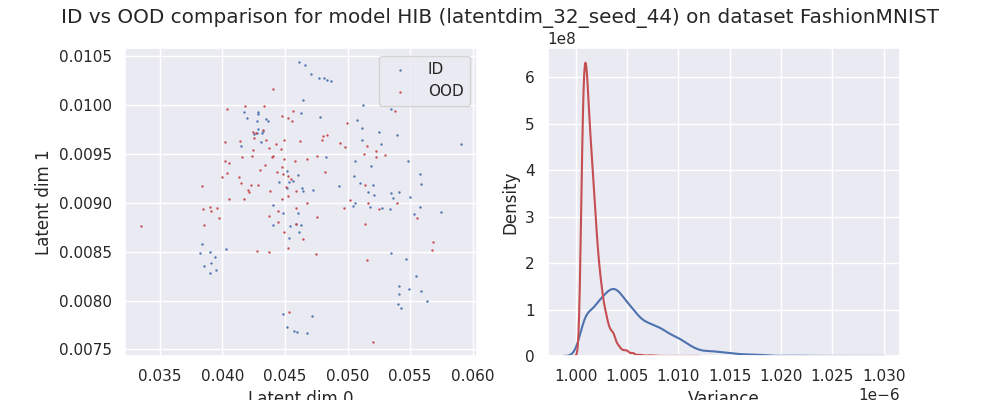 ID vs OOD comparison for model HIB (latentdim_32_seed_44) on dataset FashionMNIST
0.0105
0.0100
0.0095
0.0090
0.0085
0.0080
0.0075
Latent dim 1
0.035 0.040 0.045 0.050 0.055 0.060
Latent dim 0
ID
OOD
1e8
6
5
4
3
2
1
0
Density
1.000 1.005 1.010 1.015 1.020 1.025 1.030
Variance
1e−6